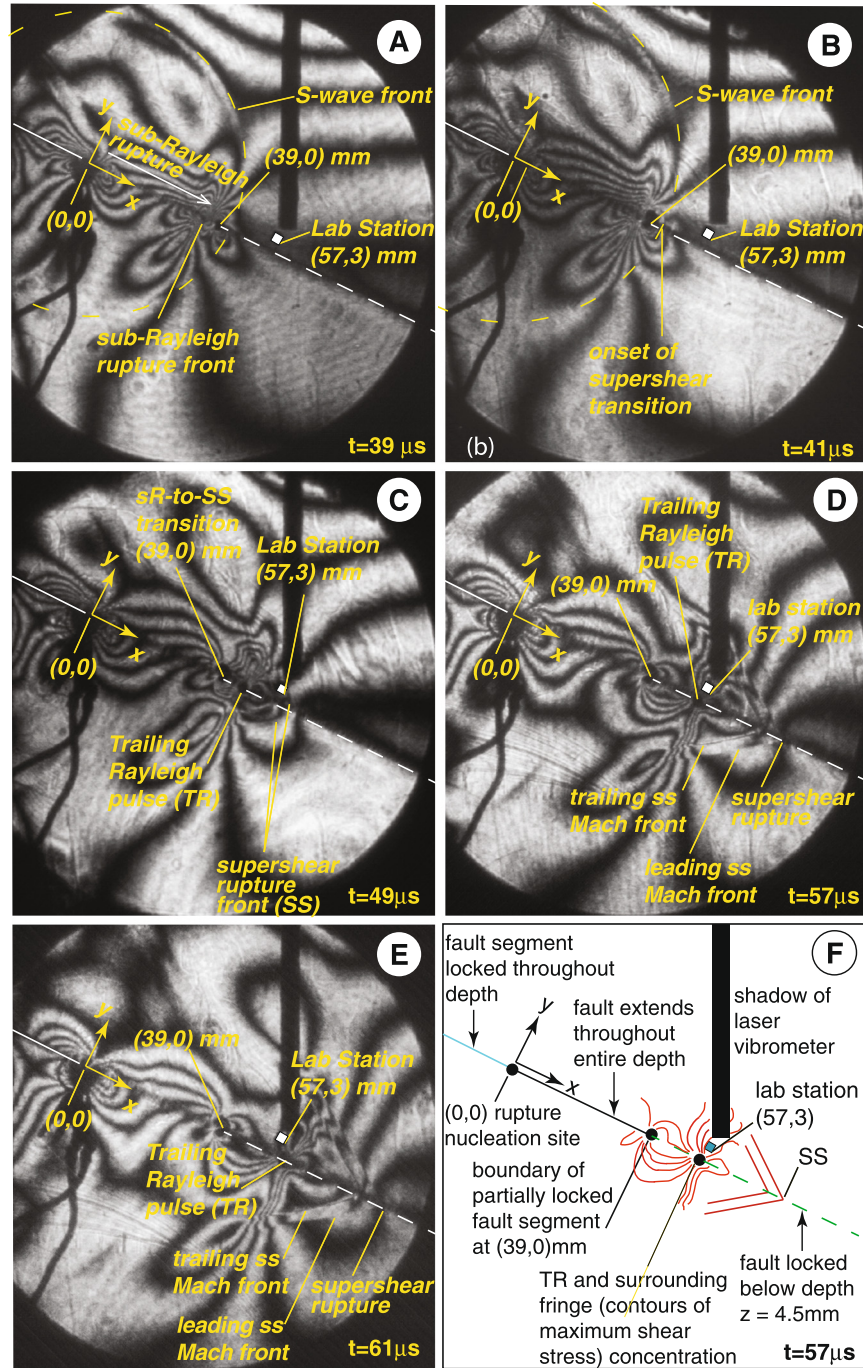 A
S-wave front
y
sub-Rayleigh
rupture
(39,0) mm
x
(0,0)
Lab Station
(57,3) mm
sub-Rayleigh
rupture front
t=39 μs
B
S-wave front
y
(39,0) mm
x
(0,0)
Lab Station
(57,3) mm
onset of
supershear
transition
(b)
t=41μs
C
sR-to-SS
transition
(39,0) mm
Lab Station
(57,3) mm
y
x
(0,0)
Trailing
Rayleigh
pulse (TR)
supershear
rupture
front (SS)
t=49μs
D
Trailing
Rayleigh
pulse (TR)
y
(39,0) mm
lab station
(57,3) mm
x
(0,0)
trailing ss
Mach front
supershear
rupture
leading ss
Mach front
t=57μs
E
y
(39,0) mm
Lab Station
(57,3) mm
x
(0,0)
Trailing
Rayleigh
pulse (TR)
trailing ss
Mach front
supershear
rupture
leading ss
Mach front
t=61μs
F
fault segment
locked throughout
depth
y
fault extends
throughout
entire depth
shadow of
laser
vibrometer
x
(0,0) rupture
nucleation site
lab station
(57,3)
SS
boundary of
partially locked
fault segment
at (39,0)mm
TR and surrounding
fringe (contours of
maximum shear
stress) concentration
fault locked
below depth
z = 4.5mm
t=57μs